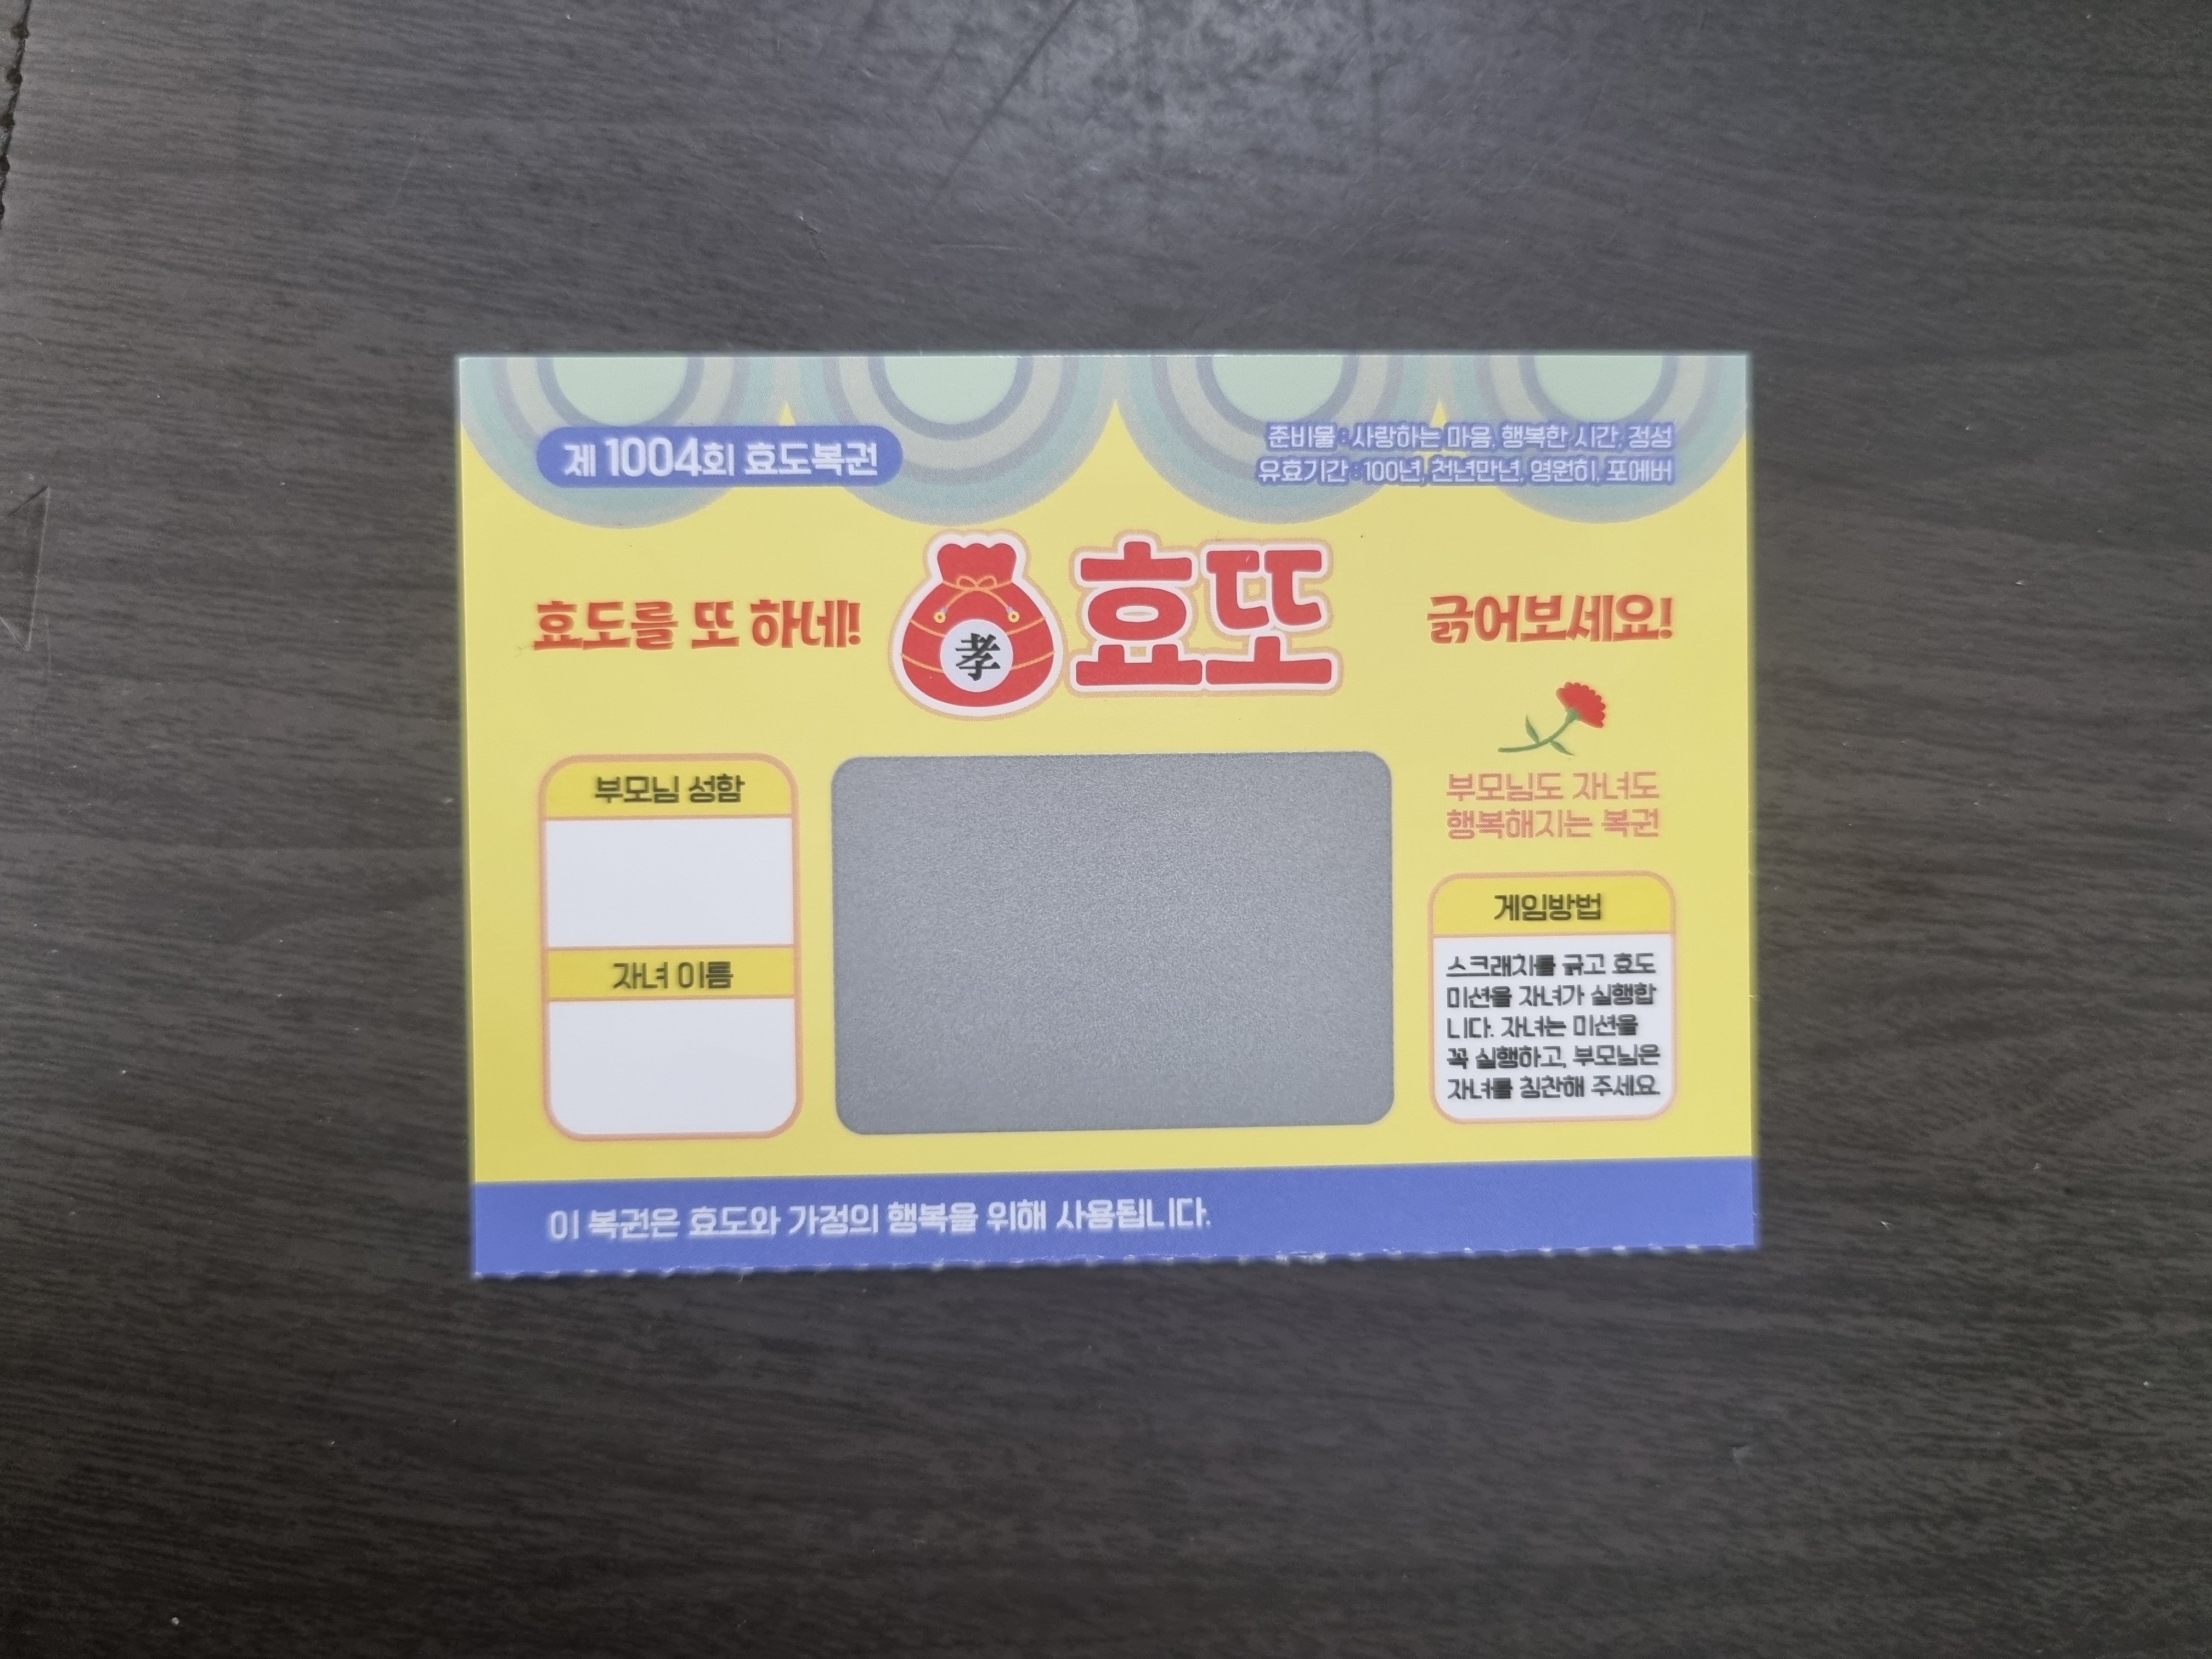 제 1004회 효도복권
준비물 : 사랑하는 마음, 행복한 시간, 정성
유효기간 : 100년, 천년만년, 영원히, 포에버
효도를 또 하네!
孝
효또
긁어보세요!
부모님 성함
자녀 이름
부모님도 자녀도
행복해지는 복권
게임방법
스크래치를 긁고 효도
미션을 자녀가 실행합
니다. 자녀는 미션을
꼭 실행하고, 부모님은
자녀를 칭찬해 주세요
이 복권은 효도와 가정의 행복을 위해 사용됩니다.